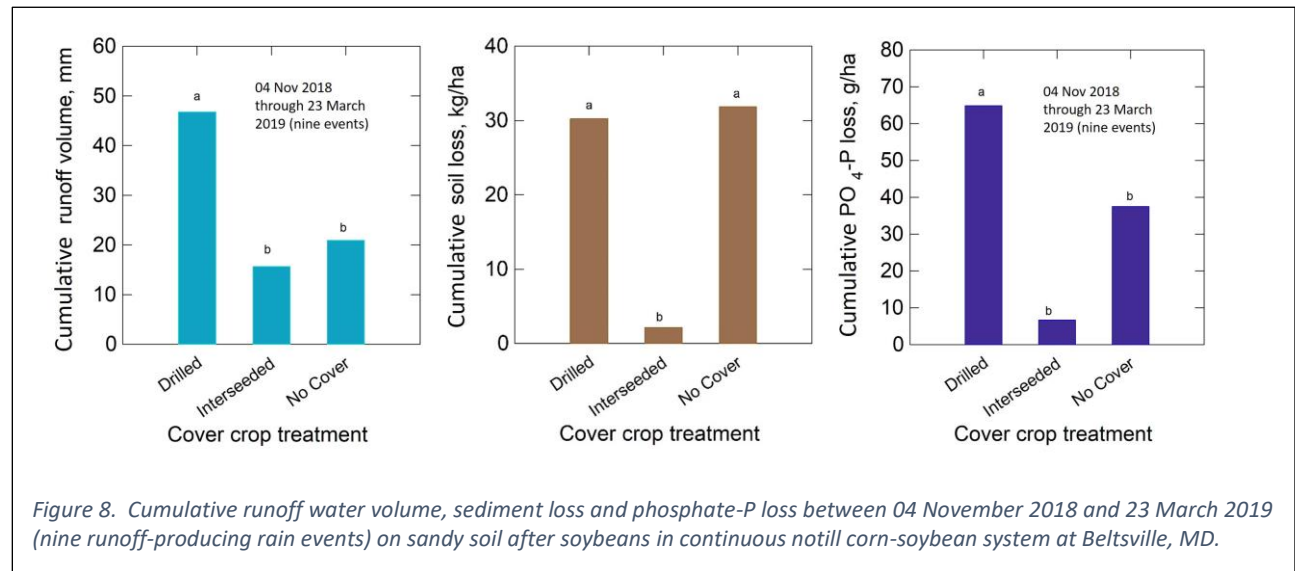 Cumulative runoff volume, mm
60
50
40
30
20
10
0
04 Nov 2018
through 23 March
2019 (nine events)
a
b
b
Drilled
Interseeded
No Cover
Cover crop treatment
Cumulative soil loss, kg/ha
40
30
20
10
0
a
b
a
Drilled
Interseeded
No Cover
Cover crop treatment
Cumulative PO4-P loss, g/ha
80
70
60
50
40
30
20
10
0
04 Nov 2018
through 23 March
2019 (nine events)
a
b
b
Drilled
Interseeded
No Cover
Cover crop treatment
Figure 8. Cumulative runoff water volume, sediment loss and phosphate-P loss between 04 November 2018 and 23 March 2019
(nine runoff-producing rain events) on sandy soil after soybeans in continuous notill corn-soybean system at Beltsville, MD.